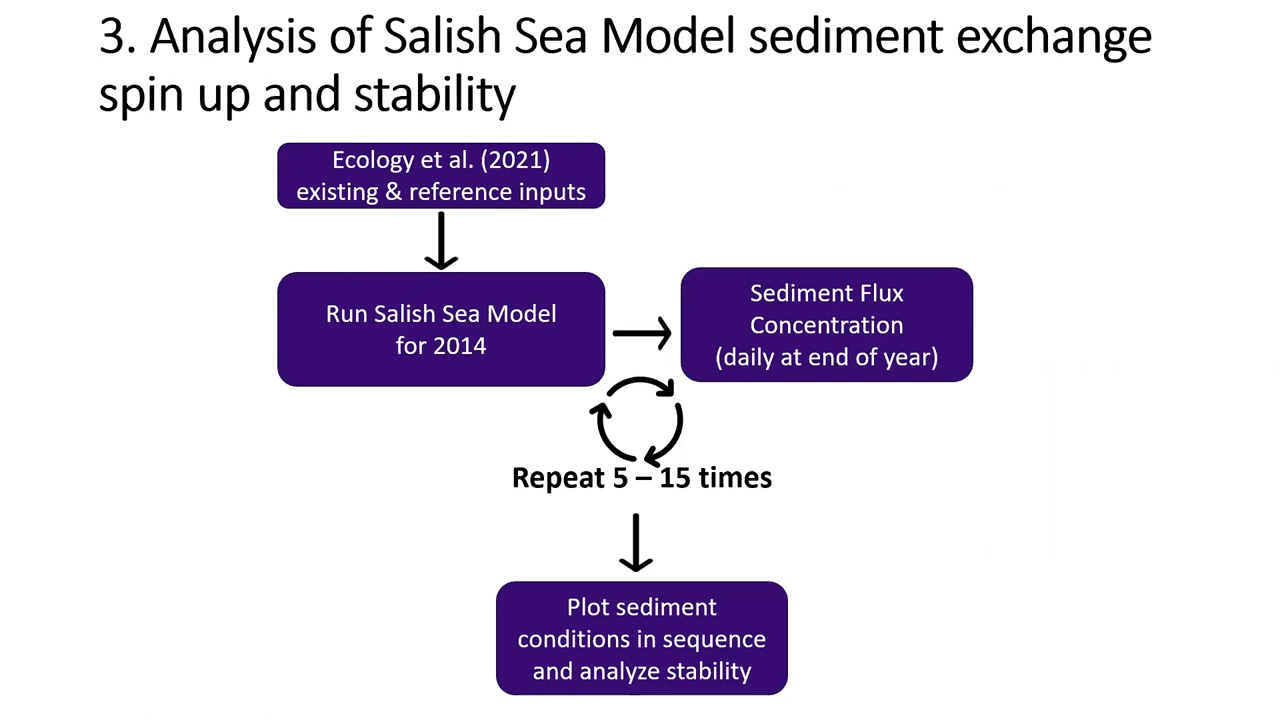 3. Analysis of Salish Sea Model sediment exchange
spin up and stability
Ecology et al. (2021)
existing & reference inputs
Run Salish Sea Model
for 2014
Sediment Flux
Concentration
(daily at end of year)
Repeat 5 – 15 times
Plot sediment
conditions in sequence
and analyze stability